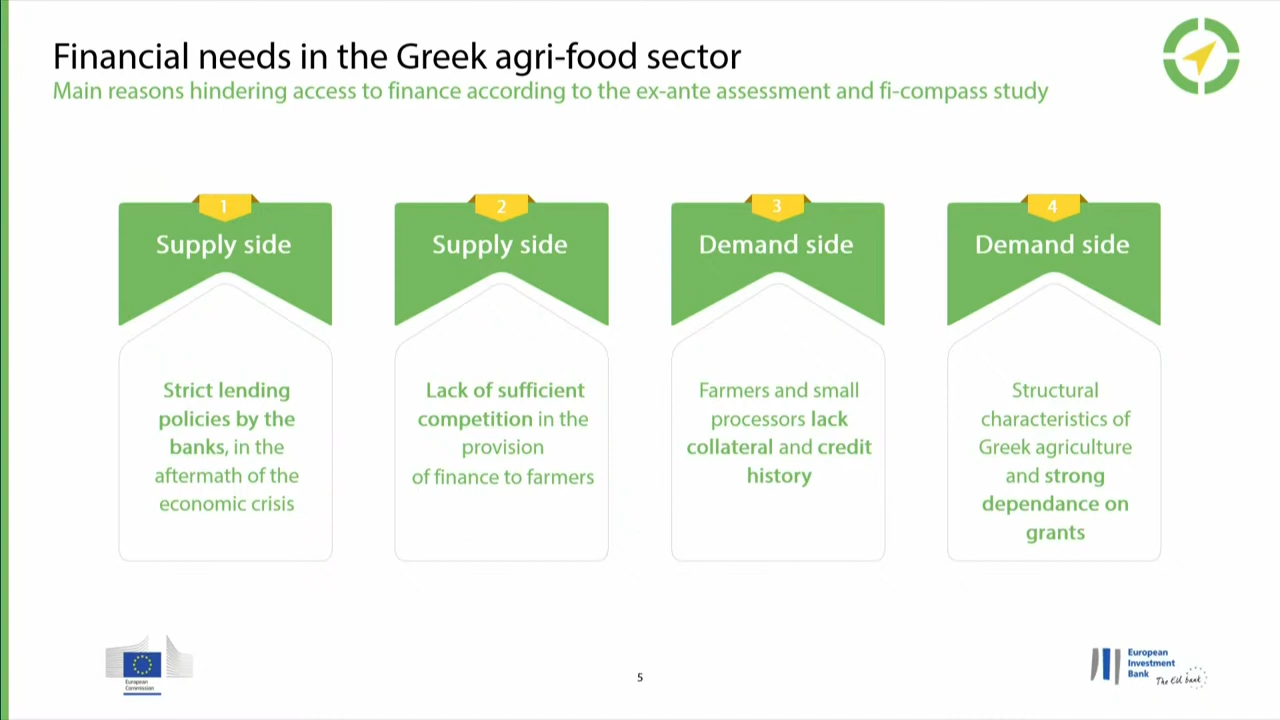 Financial needs in the Greek agri-food sector
Main reasons hindering access to finance according to the ex-ante assessment and fi-compass study
1
Supply side
Strict lending
policies by the
banks, in the
aftermath of the
economic crisis
2
Supply side
Lack of sufficient
competition in the
provision
of finance to farmers
3
Demand side
Farmers and small
processors lack
collateral and credit
history
4
Demand side
Structural
characteristics of
Greek agriculture
and strong
dependance on
grants
European
Commission
5
European
Investment
Bank
The EU bank